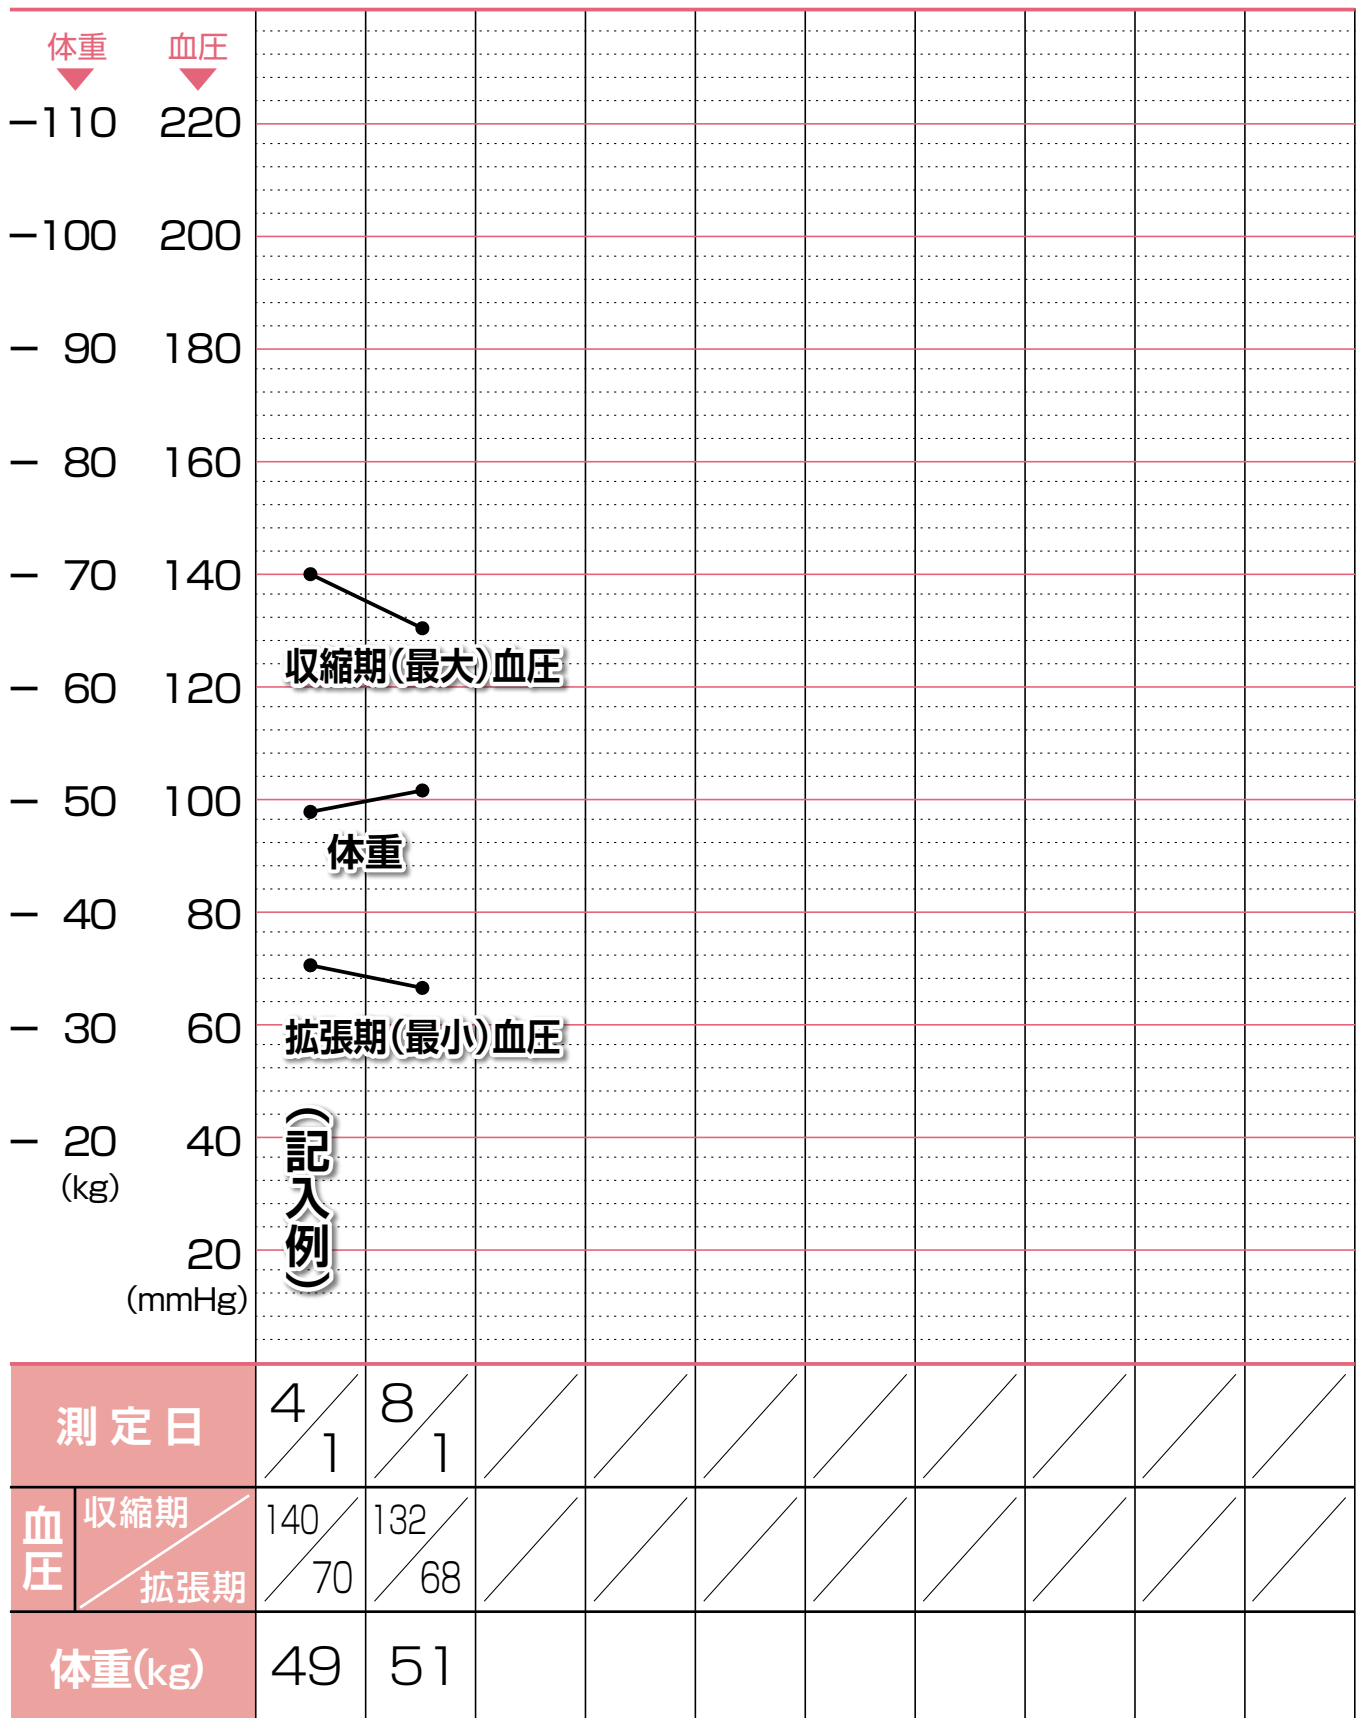 体重 血圧
110 220
100 200
90 180
80 160
70 140
収縮期(最大)血圧
60 120
50 100
体重
40 80
拡張期(最小)血圧
30 60
20 40
(kg)
(記入例)
20
(mmHg)
測定日 4/1 8/1
血圧 収縮期/拡張期 140/70 132/68
体重(kg) 49 51